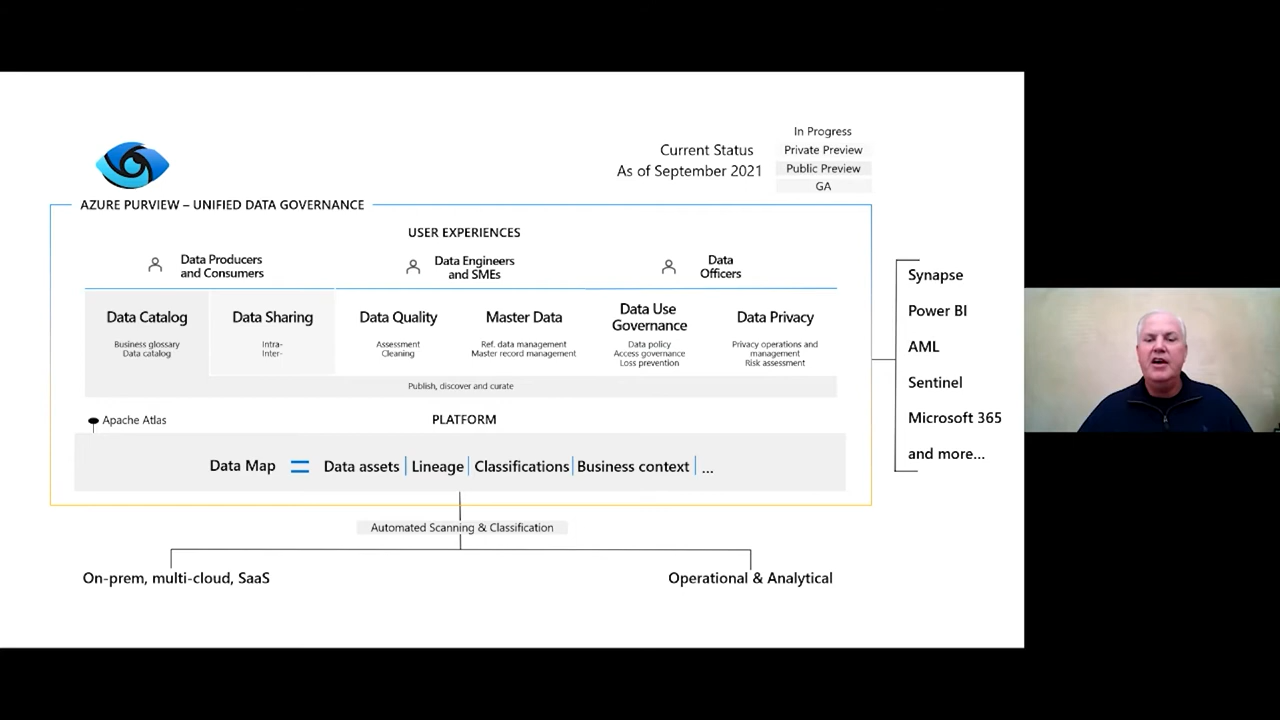 Current Status
As of September 2021
In Progress
Private Preview
Public Preview
GA
AZURE PURVIEW – UNIFIED DATA GOVERNANCE
USER EXPERIENCES
Data Producers
and Consumers
Data Engineers
and SMEs
Data
Officers
Data Catalog
Business glossary
Data catalog
Data Sharing
Intra-
Inter-
Data Quality
Assessment
Cleaning
Master Data
Ref. data management
Master record management
Data Use
Governance
Data policy
Access governance
Loss prevention
Data Privacy
Privacy operations and
management
Risk assessment
Publish, discover and curate
Apache Atlas
PLATFORM
Data Map = Data assets | Lineage | Classifications | Business context | ...
Automated Scanning & Classification
On-prem, multi-cloud, SaaS
Operational & Analytical
Synapse
Power BI
AML
Sentinel
Microsoft 365
and more...